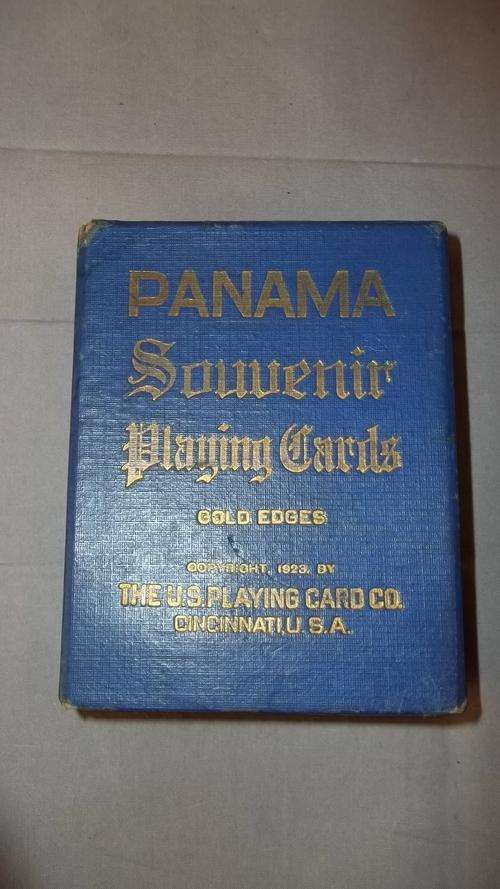 PANAMA
Souvenir
Playing Cards
GOLD EDGES
COPYRIGHT, 1923, BY
THE U.S. PLAYING CARD CO.
CINCINNATI, U.S.A.